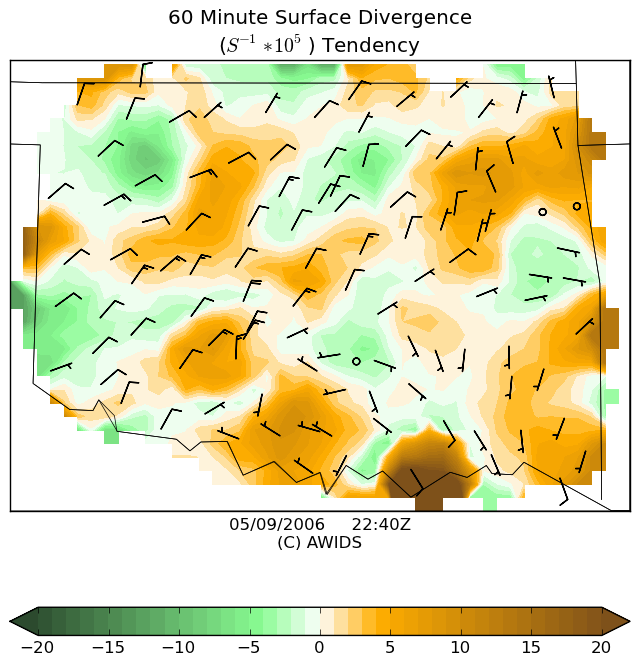 60 Minute Surface Divergence
(S⁻¹ *10⁵ ) Tendency
05/09/2006 22:40Z
(C) AWIDS
−20 −15 −10 −5 0 5 10 15 20